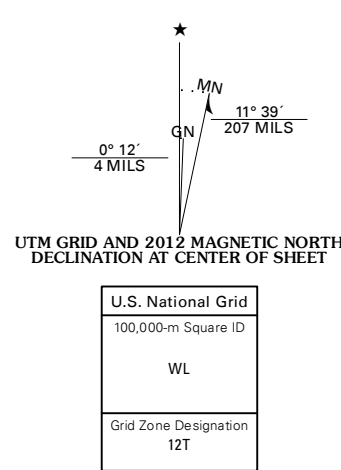 ★
MN
GN
11° 39´
207 MILS
0° 12´
4 MILS
UTM GRID AND 2012 MAGNETIC NORTH
DECLINATION AT CENTER OF SHEET
U.S. National Grid
100,000-m Square ID
WL
Grid Zone Designation
12T